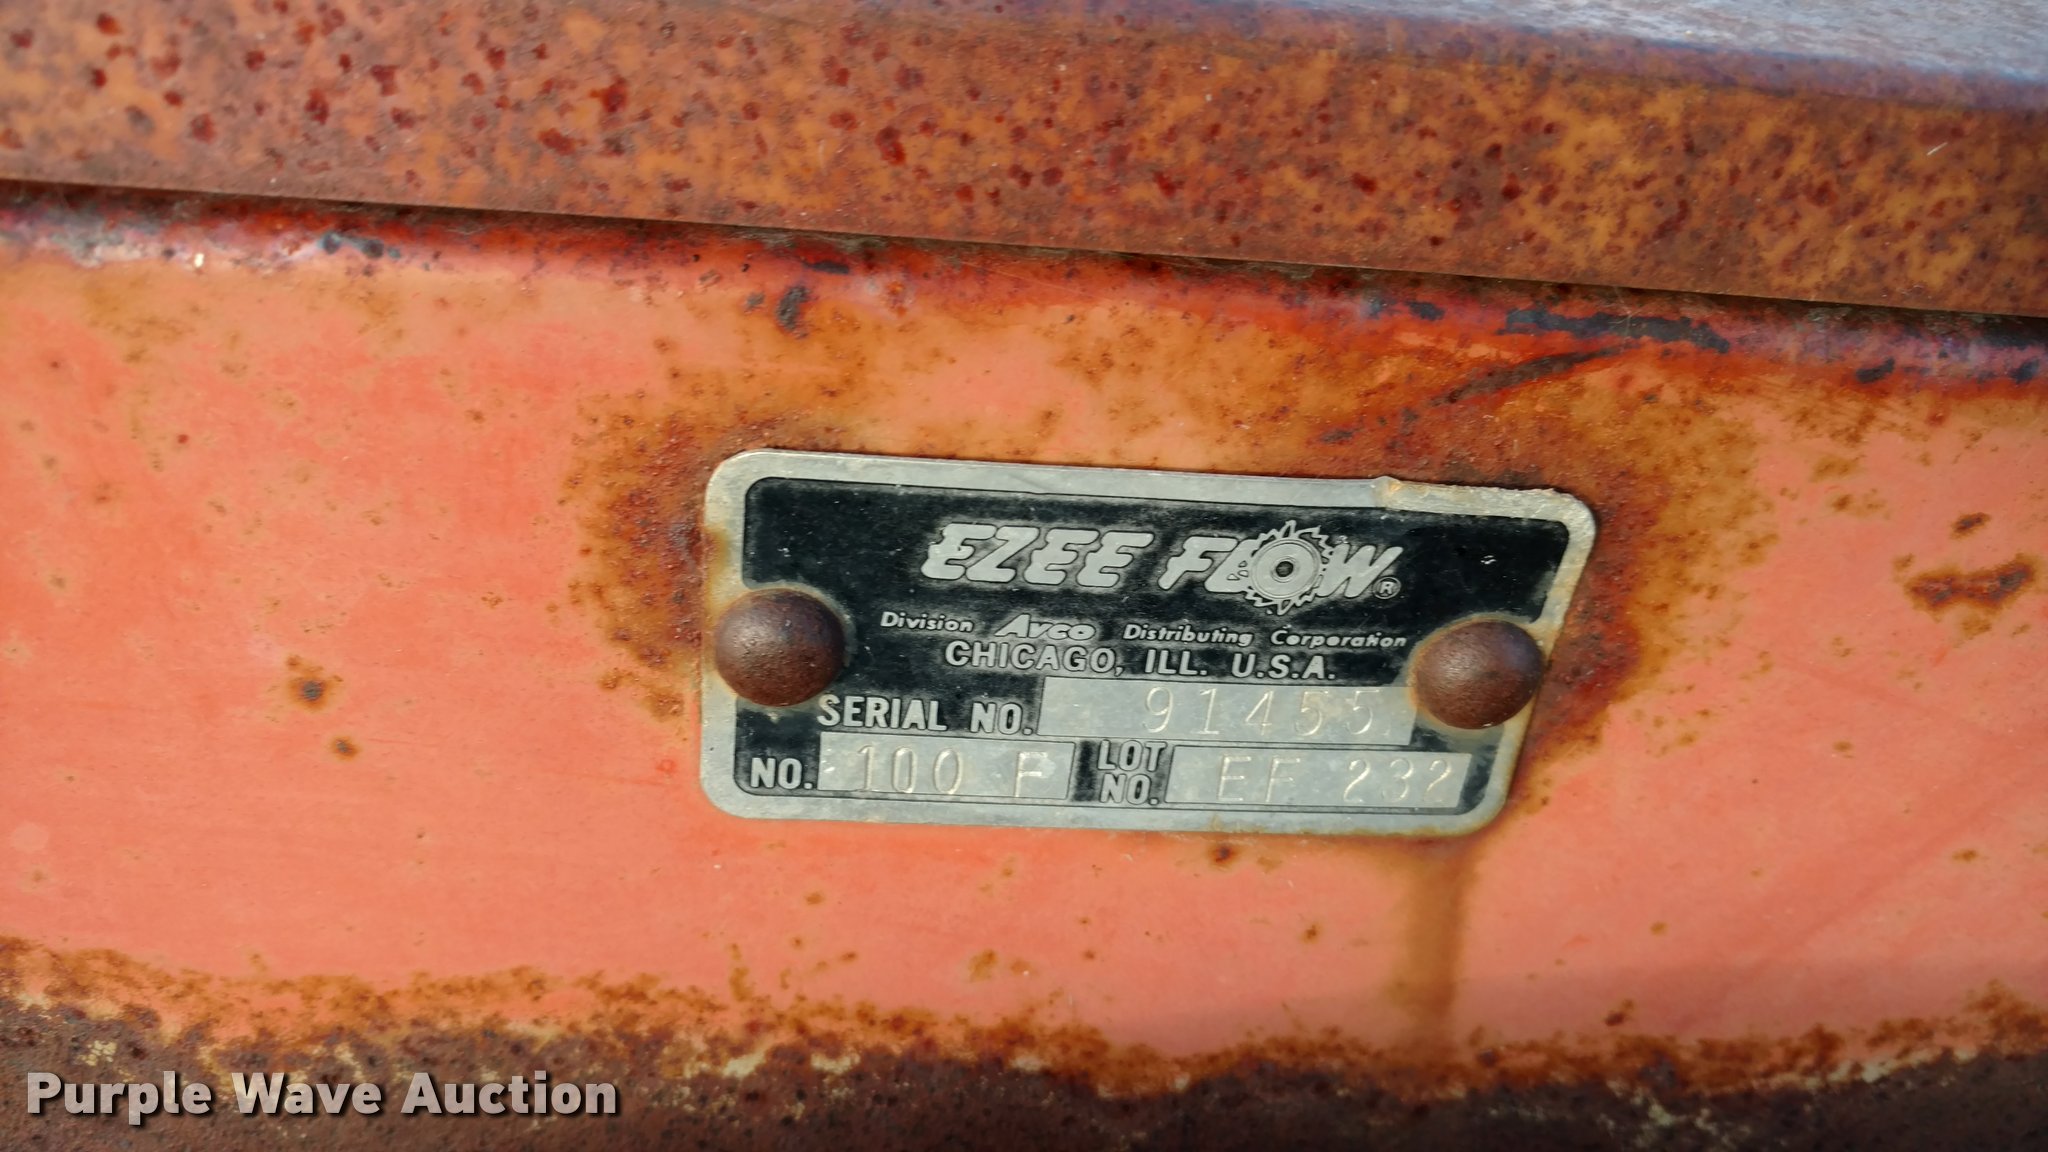 EZEE FLOW ®
Division Avco Distributing Corporation
CHICAGO, ILL. U.S.A.
SERIAL NO. 91455
NO. 100 F LOT NO. EF 232
Purple Wave Auction